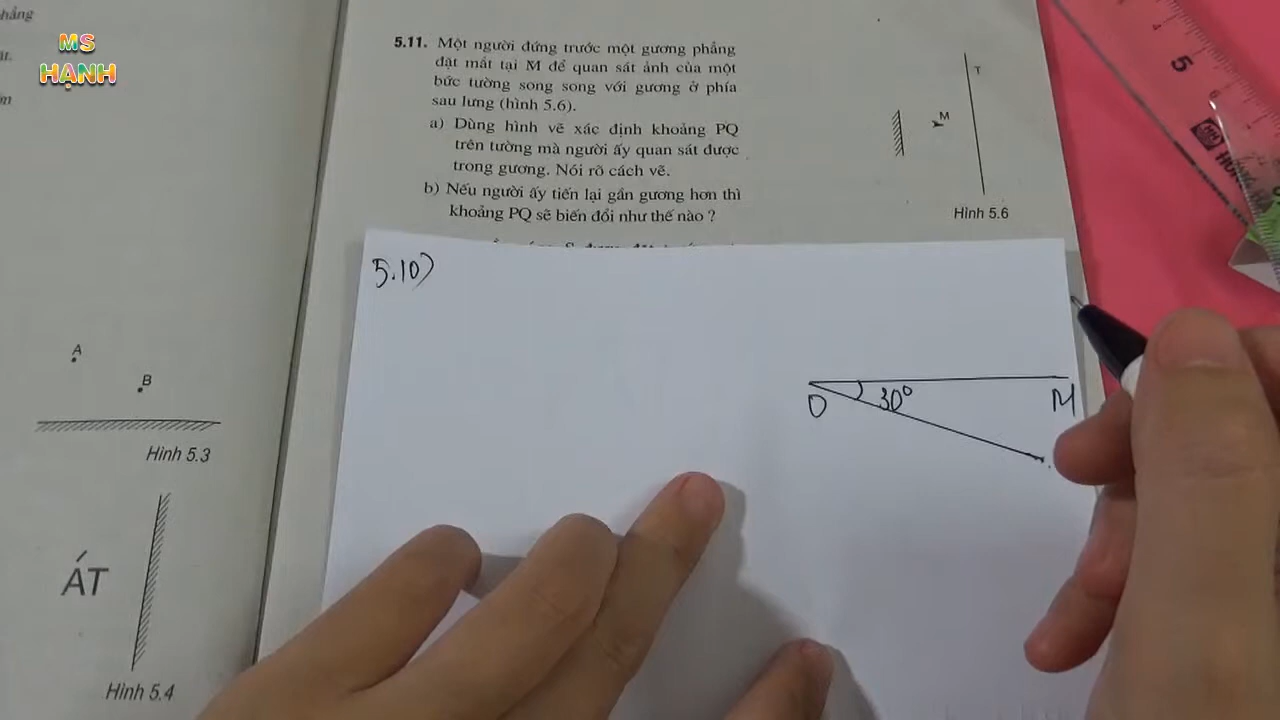 MS
HẠNH
phẳng
5.11. Một người đứng trước một gương phẳng
đặt mắt tại M để quan sát ảnh của một
bức tường song song với gương ở phía
sau lưng (hình 5.6).
a) Dùng hình vẽ xác định khoảng PQ
trên tường mà người ấy quan sát được
trong gương. Nói rõ cách vẽ.
b) Nếu người ấy tiến lại gần gương hơn thì
khoảng PQ sẽ biến đổi như thế nào ?
T
M
Hình 5.6
5
6
5.10)
O
30°
M
A
B
Hình 5.3
ÁT
Hình 5.4